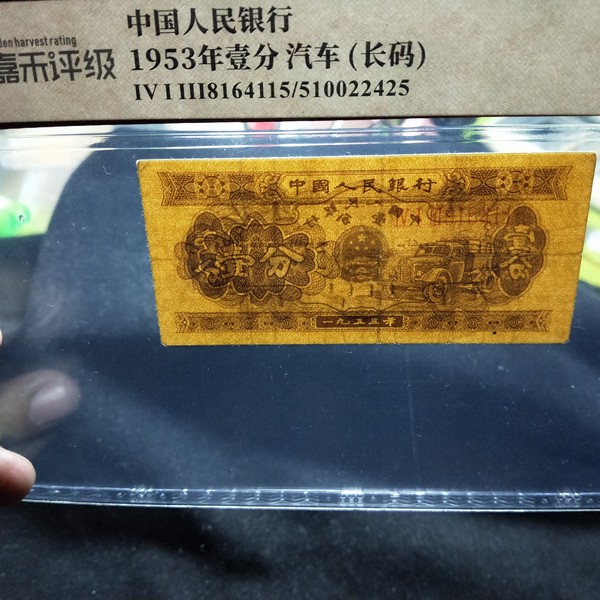 den harvest rating
嘉禾评级
中国人民银行
1953年壹分 汽车 (长码)
IV I III8164115/510022425
中國人民銀行
壹分
壹分
一九五三年